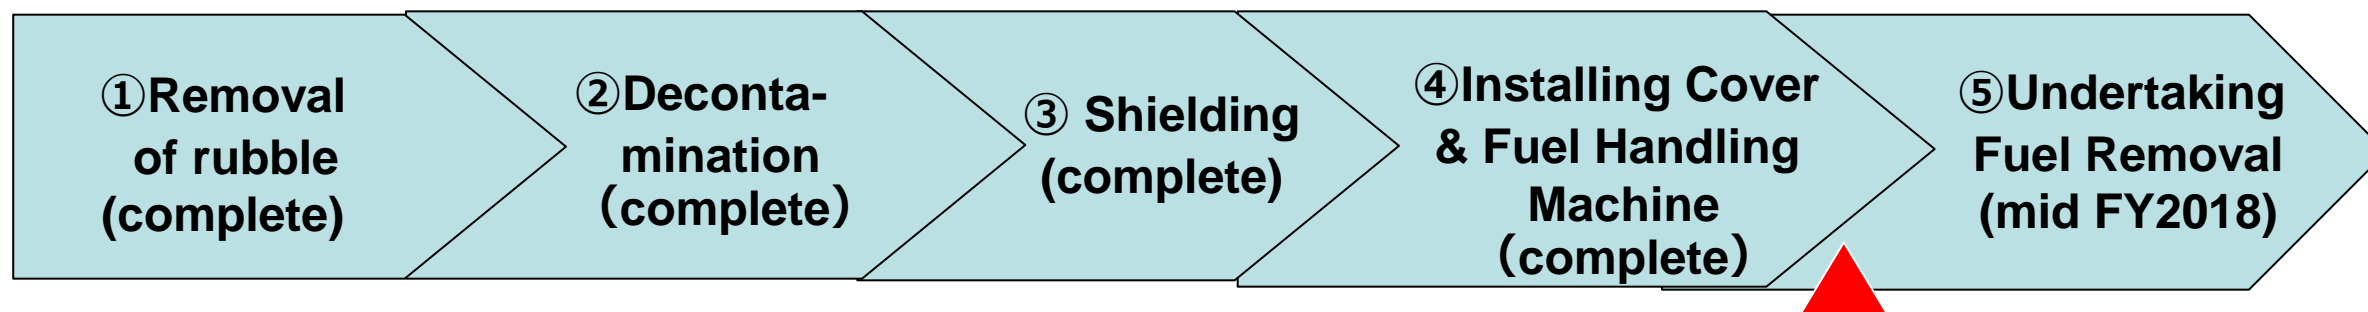 ①Removal
of rubble
(complete)
②Deconta-
mination
（complete）
③ Shielding
(complete)
④Installing Cover
& Fuel Handling
Machine
（complete）
⑤Undertaking
Fuel Removal
(mid FY2018)